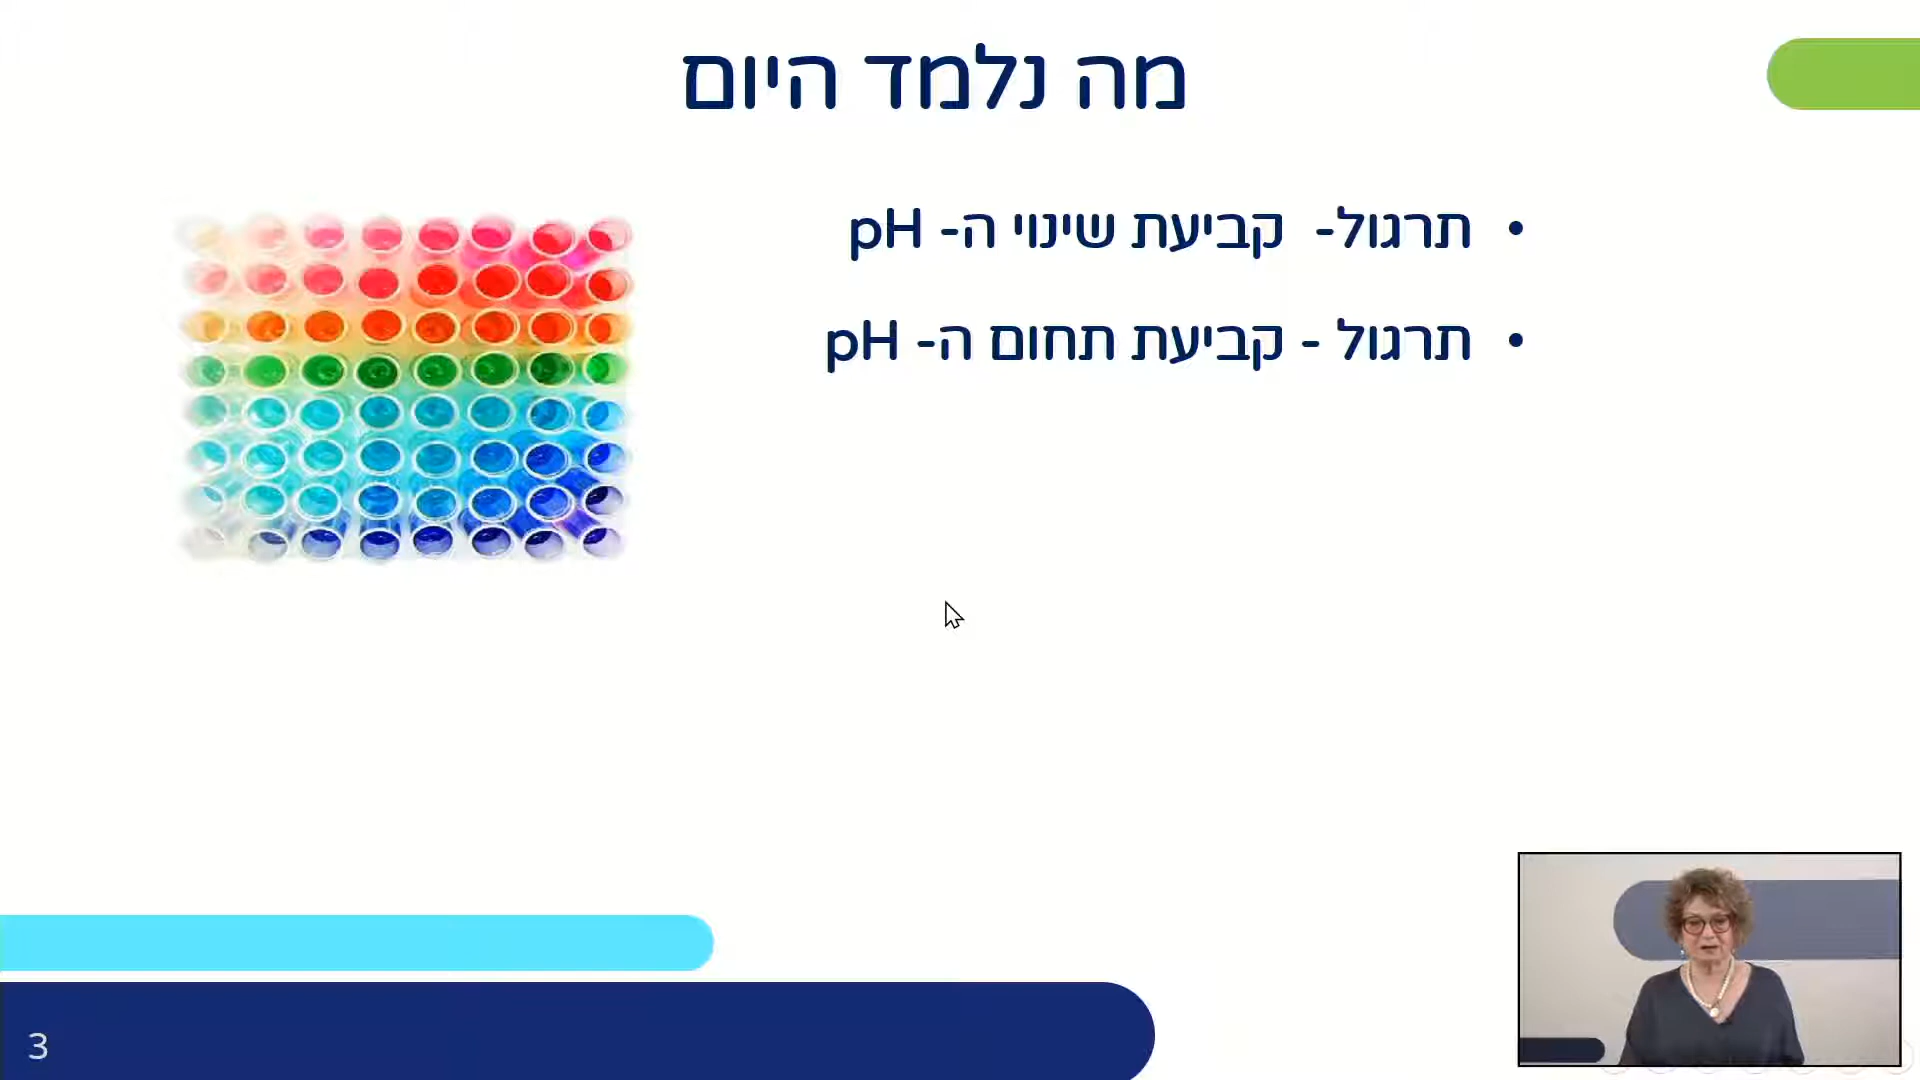 מה נלמד היום
• תרגול-  קביעת שינוי ה- pH
• תרגול - קביעת תחום ה- pH
3